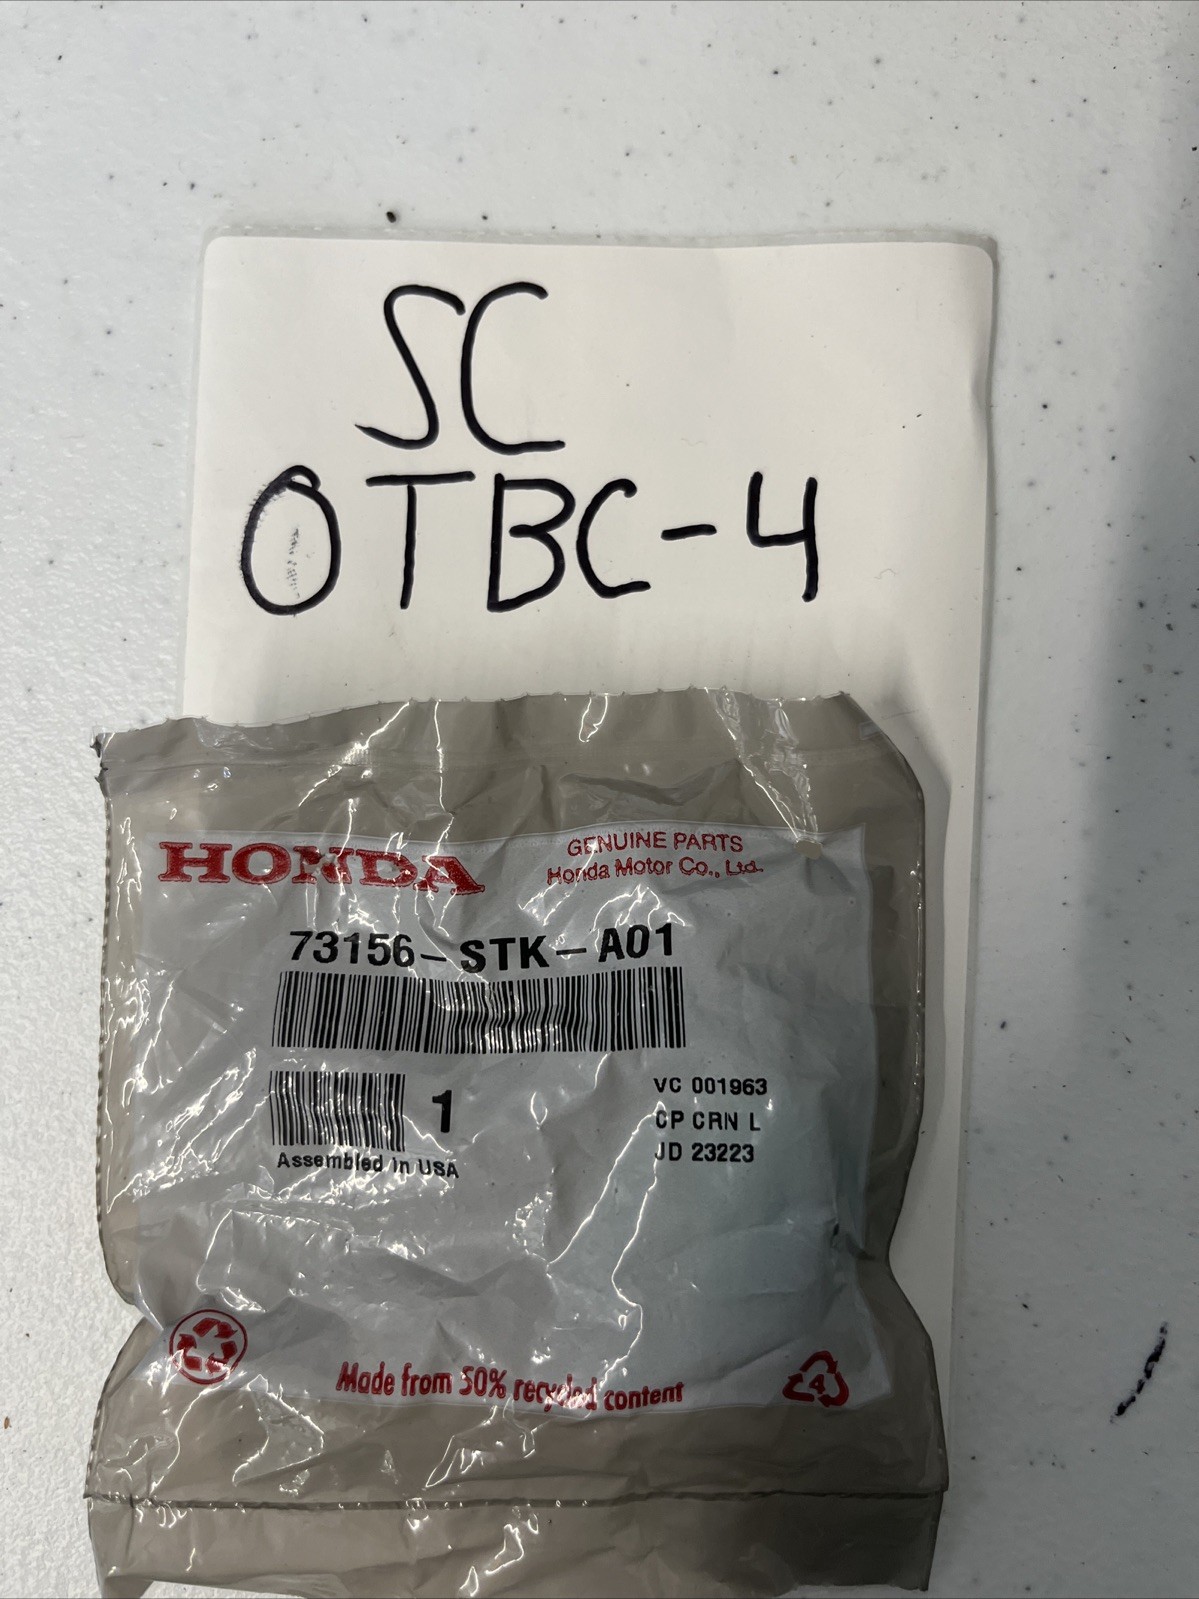 SC
OTBC-4
HONDA
GENUINE PARTS
Honda Motor Co., Ltd.
73156-STK-A01
1
Assembled in USA
VC 001963
CP CRN L
JD 23223
Made from 50% recycled content
4